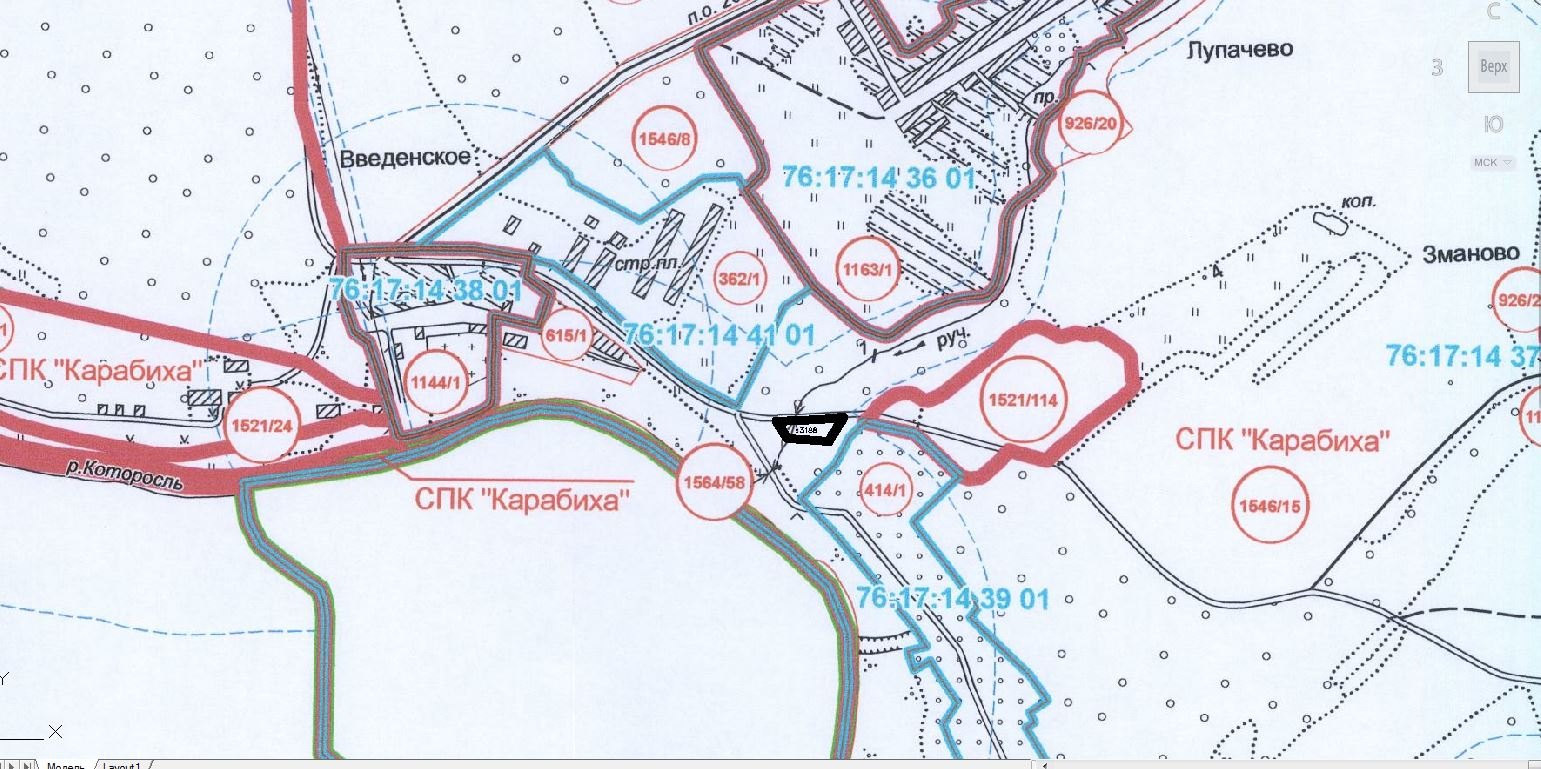 п.о.
С
Лупачево
З
Верх
пр.
926/20
Ю
1546/8
Введенское
МСК
76:17:14 36 01
кол.
Зманово
4
стр.пл.
1163/1
362/1
76:17:14 38 01
926/2
615/1
76:17:14 41 01
руч.
76:17:14 37
СПК "Карабиха"
1144/1
1521/114
1521/24
:3188
СПК "Карабиха"
р.Которосль
1564/58
414/1
СПК "Карабиха"
1546/15
76:17:14 39 01
X
Модель
Layout1